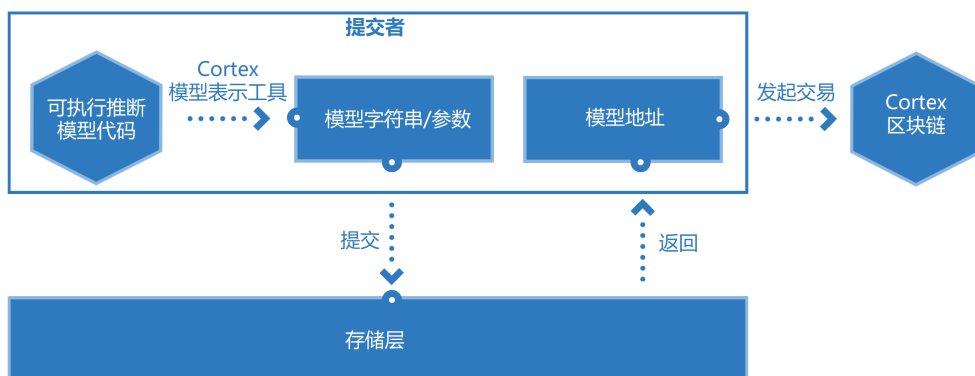 提交者
可执行推断
模型代码
Cortex
模型表示工具
模型字符串/参数
模型地址
发起交易
Cortex
区块链
提交
返回
存储层